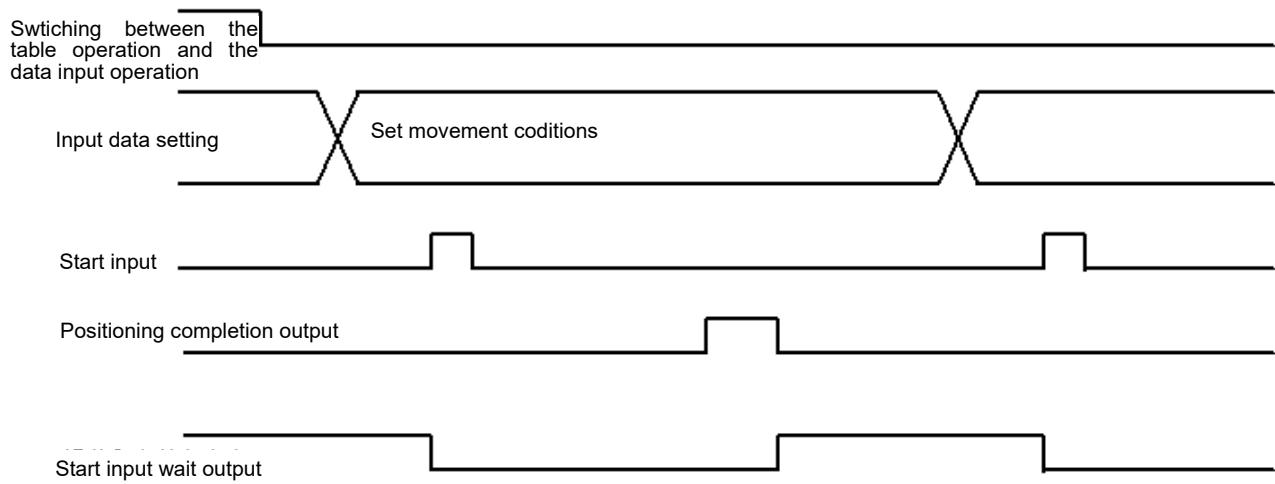 Swtiching between the
table operation and the
data input operation
Input data setting
Set movement coditions
Start input
Positioning completion output
Start input wait output